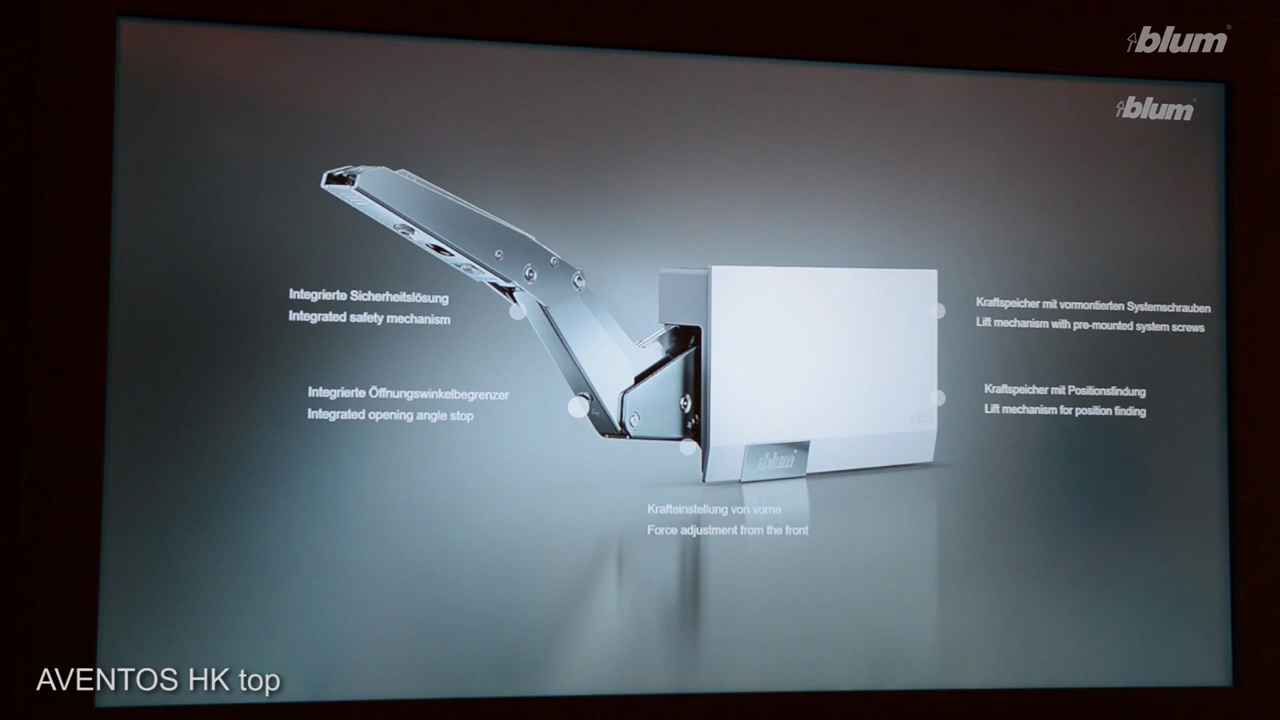 blum
blum
Integrierte Sicherheitslösung
Integrated safety mechanism
Kraftspeicher mit vormontierten Systemschrauben
Lift mechanism with pre-mounted system screws
Integrierte Öffnungswinkelbegrenzer
Integrated opening angle stop
Kraftspeicher mit Positionsfindung
Lift mechanism for position finding
blum
Krafteinstellung von vorne
Force adjustment from the front
AVENTOS HK top